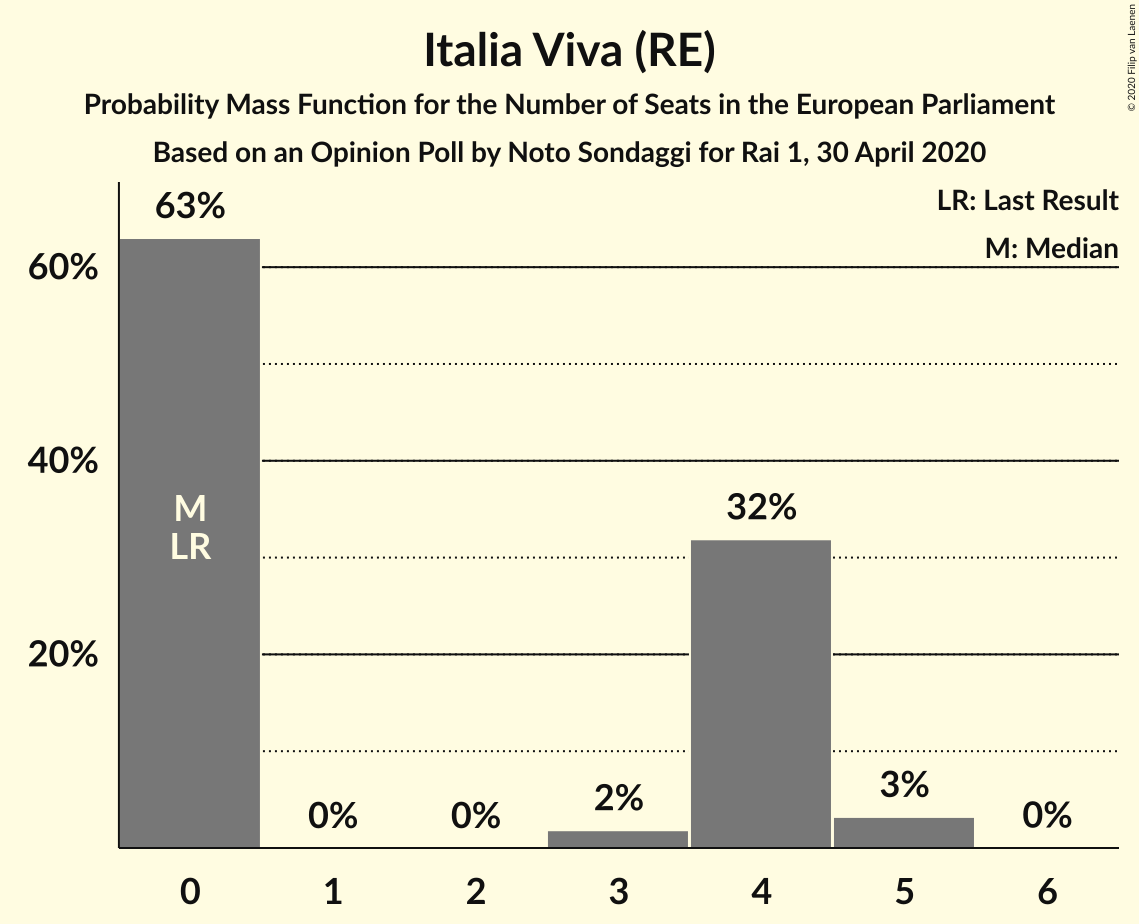 Italia Viva (RE)
Probability Mass Function for the Number of Seats in the European Parliament
Based on an Opinion Poll by Noto Sondaggi for Rai 1, 30 April 2020
© 2020 Filip van Laenen
LR: Last Result
M: Median
63%
60%
40%
20%
M
LR
0%
0%
2%
32%
3%
0%
0
1
2
3
4
5
6